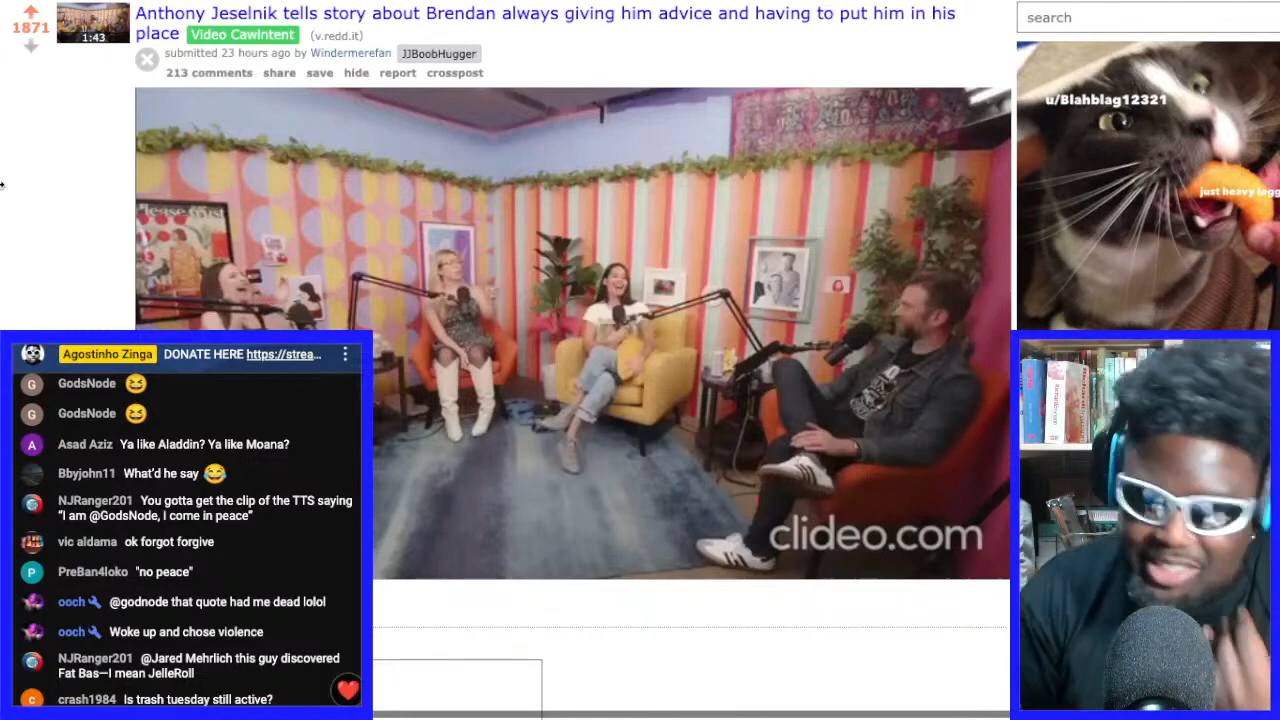 1871
1:43
Anthony Jeselnik tells story about Brendan always giving him advice and having to put him in his
place Video CawIntent (v.redd.it)
submitted 23 hours ago by Windermerefan JJBoobHugger
213 comments share save hide report crosspost
search
u/Blahblag12321
just heavy
clideo.com
Agostinho Zinga DONATE HERE https://strea...
G GodsNode
G GodsNode
A Asad Aziz Ya like Aladdin? Ya like Moana?
Bbyjohn11 What'd he say
NJRanger201 You gotta get the clip of the TTS saying
"I am @GodsNode, I come in peace"
vic aldama ok forgot forgive
P PreBan4loko "no peace"
ooch @godnode that quote had me dead lolol
ooch Woke up and chose violence
NJRanger201 @Jared Mehrlich this guy discovered
Fat Bas—I mean JelleRoll
c crash1984 Is trash tuesday still active?